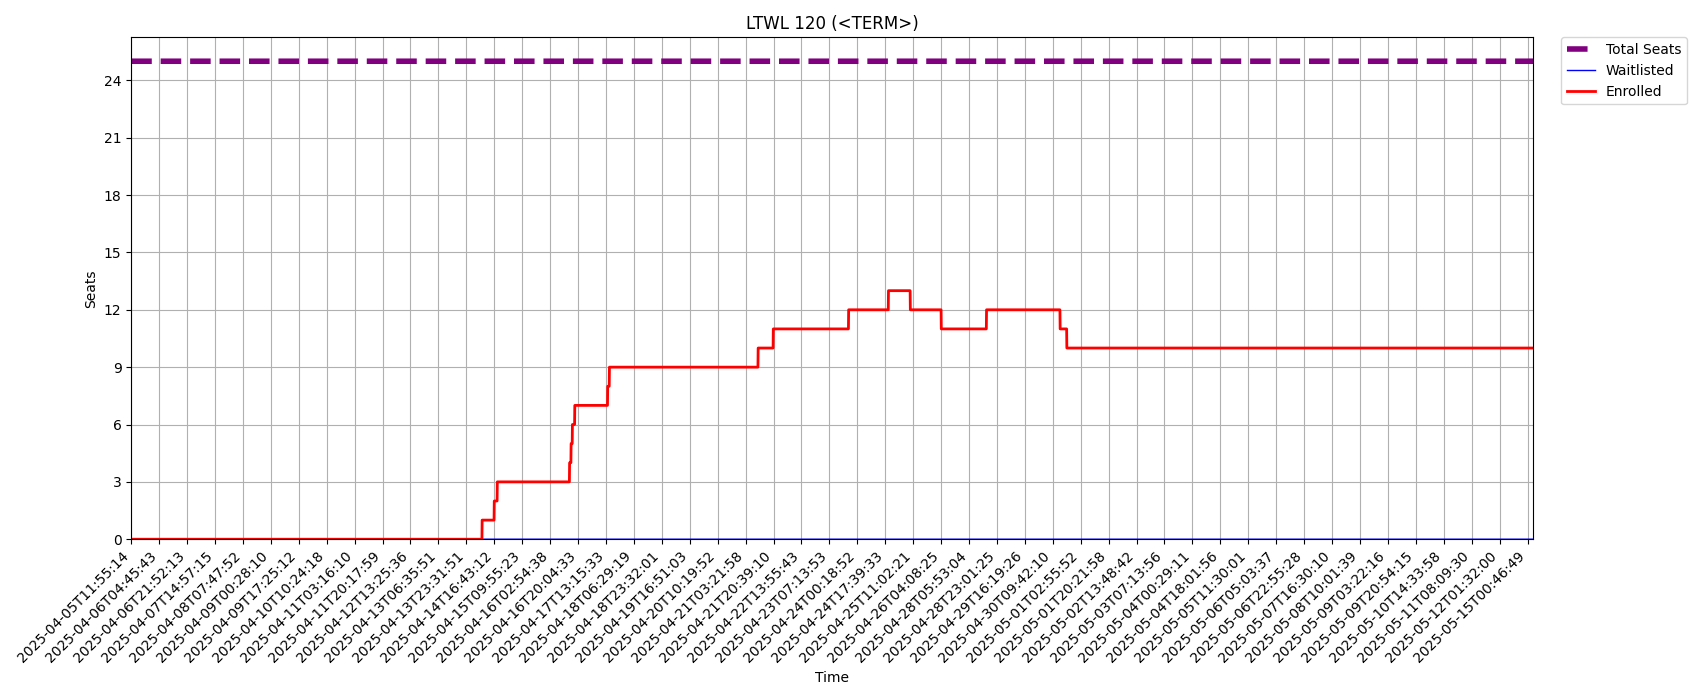 LTWL 120 (<TERM>)
Total Seats
Waitlisted
Enrolled
24
21
18
15
12
9
6
3
0
Seats
2025-04-05T11:55:14
2025-04-06T04:45:43
2025-04-06T21:52:13
2025-04-07T14:57:15
2025-04-08T07:47:52
2025-04-09T00:28:10
2025-04-09T17:25:12
2025-04-10T10:24:18
2025-04-11T03:16:10
2025-04-11T20:17:59
2025-04-12T13:25:36
2025-04-13T06:35:51
2025-04-13T23:31:51
2025-04-14T16:43:12
2025-04-15T09:55:23
2025-04-16T02:54:38
2025-04-16T20:04:33
2025-04-17T13:15:33
2025-04-18T06:29:19
2025-04-18T23:32:01
2025-04-19T16:51:03
2025-04-20T10:19:52
2025-04-21T03:21:58
2025-04-21T20:39:10
2025-04-22T13:55:43
2025-04-23T07:13:53
2025-04-24T00:18:52
2025-04-24T17:39:33
2025-04-25T11:02:21
2025-04-26T04:08:25
2025-04-28T05:53:04
2025-04-28T23:01:25
2025-04-29T16:19:26
2025-04-30T09:42:10
2025-05-01T02:55:52
2025-05-01T20:21:58
2025-05-02T13:48:42
2025-05-03T07:13:56
2025-05-04T00:29:11
2025-05-04T18:01:56
2025-05-05T11:30:01
2025-05-06T05:03:37
2025-05-06T22:55:28
2025-05-07T16:30:10
2025-05-08T10:01:39
2025-05-09T03:22:16
2025-05-09T20:54:15
2025-05-10T14:33:58
2025-05-11T08:09:30
2025-05-12T01:32:00
2025-05-15T00:46:49
Time